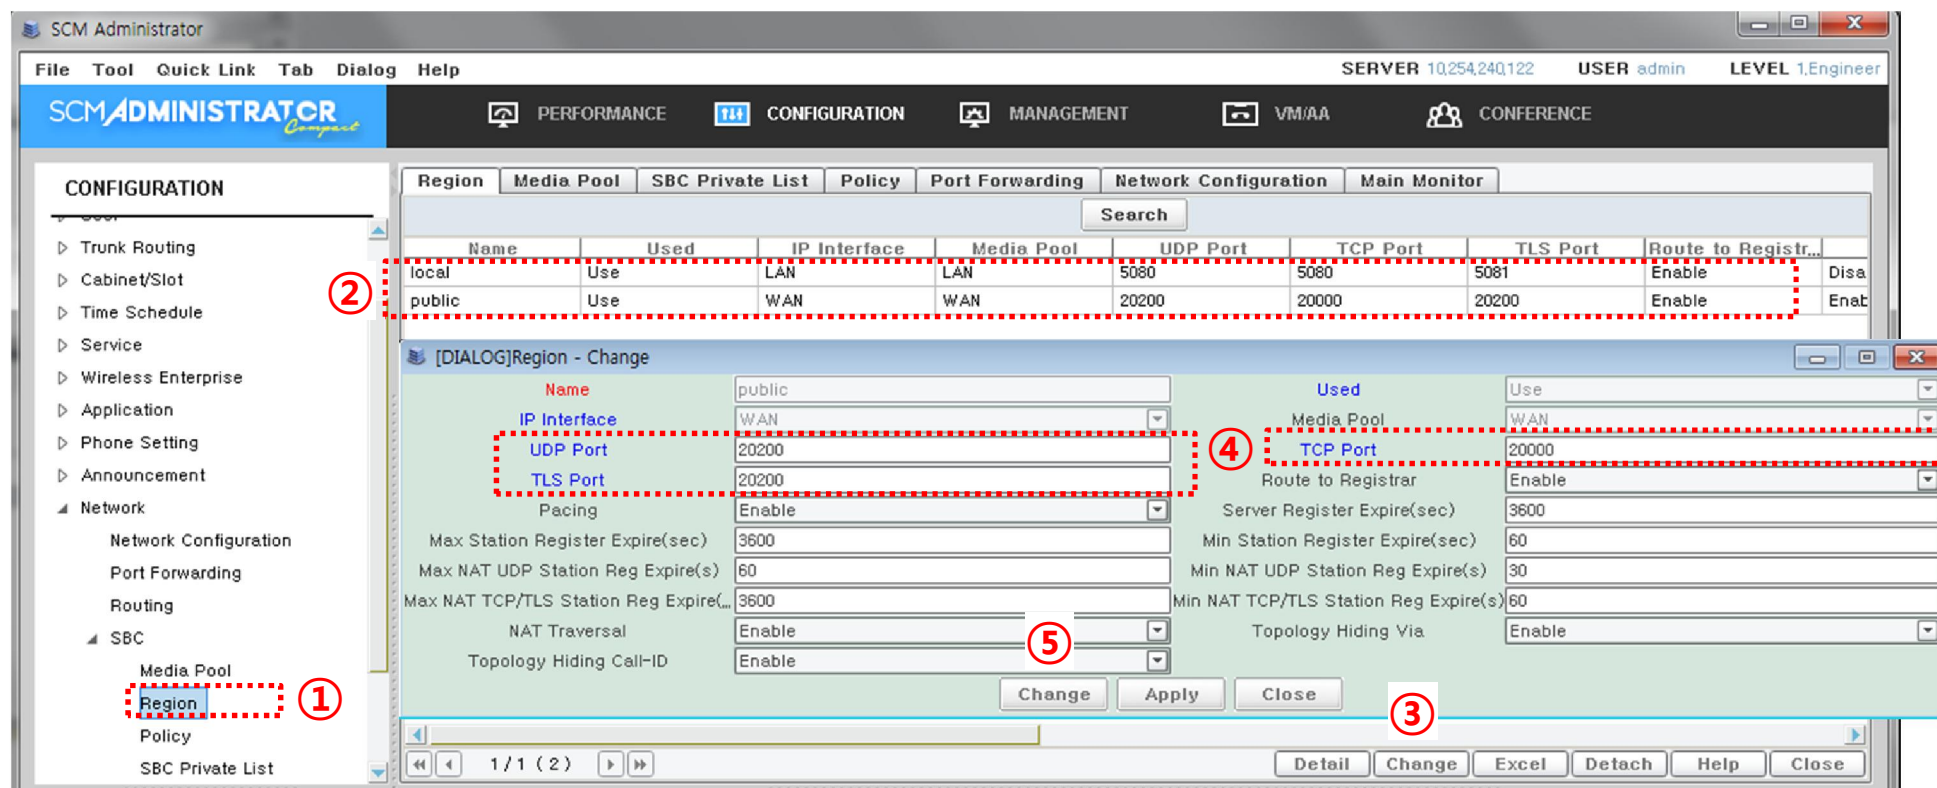 SCM Administrator
File Tool Quick Link Tab Dialog Help SERVER 10,254,240,122 USER admin LEVEL 1,Engineer
SCM ADMINISTRATOR Compact PERFORMANCE CONFIGURATION MANAGEMENT VM/AA CONFERENCE
CONFIGURATION
Trunk Routing
Cabinet/Slot
Time Schedule
Service
Wireless Enterprise
Application
Phone Setting
Announcement
Network
Network Configuration
Port Forwarding
Routing
SBC
Media Pool
Region ①
Policy
SBC Private List
Region Media Pool SBC Private List Policy Port Forwarding Network Configuration Main Monitor
Search
Name Used IP Interface Media Pool UDP Port TCP Port TLS Port Route to Registr...
②
local Use LAN LAN 5080 5080 5081 Enable Disa
public Use WAN WAN 20200 20000 20200 Enable Enab
[DIALOG]Region - Change
Name public Used Use
IP Interface WAN Media Pool WAN
UDP Port 20200 ④ TCP Port 20000
TLS Port 20200 Route to Registrar Enable
Pacing Enable Server Register Expire(sec) 3600
Max Station Register Expire(sec) 3600 Min Station Register Expire(sec) 60
Max NAT UDP Station Reg Expire(s) 60 Min NAT UDP Station Reg Expire(s) 30
Max NAT TCP/TLS Station Reg Expire(... 3600 Min NAT TCP/TLS Station Reg Expire(s) 60
NAT Traversal Enable Topology Hiding Via Enable
⑤
Topology Hiding Call-ID Enable
Change Apply Close
③
1/1 ( 2 ) Detail Change Excel Detach Help Close